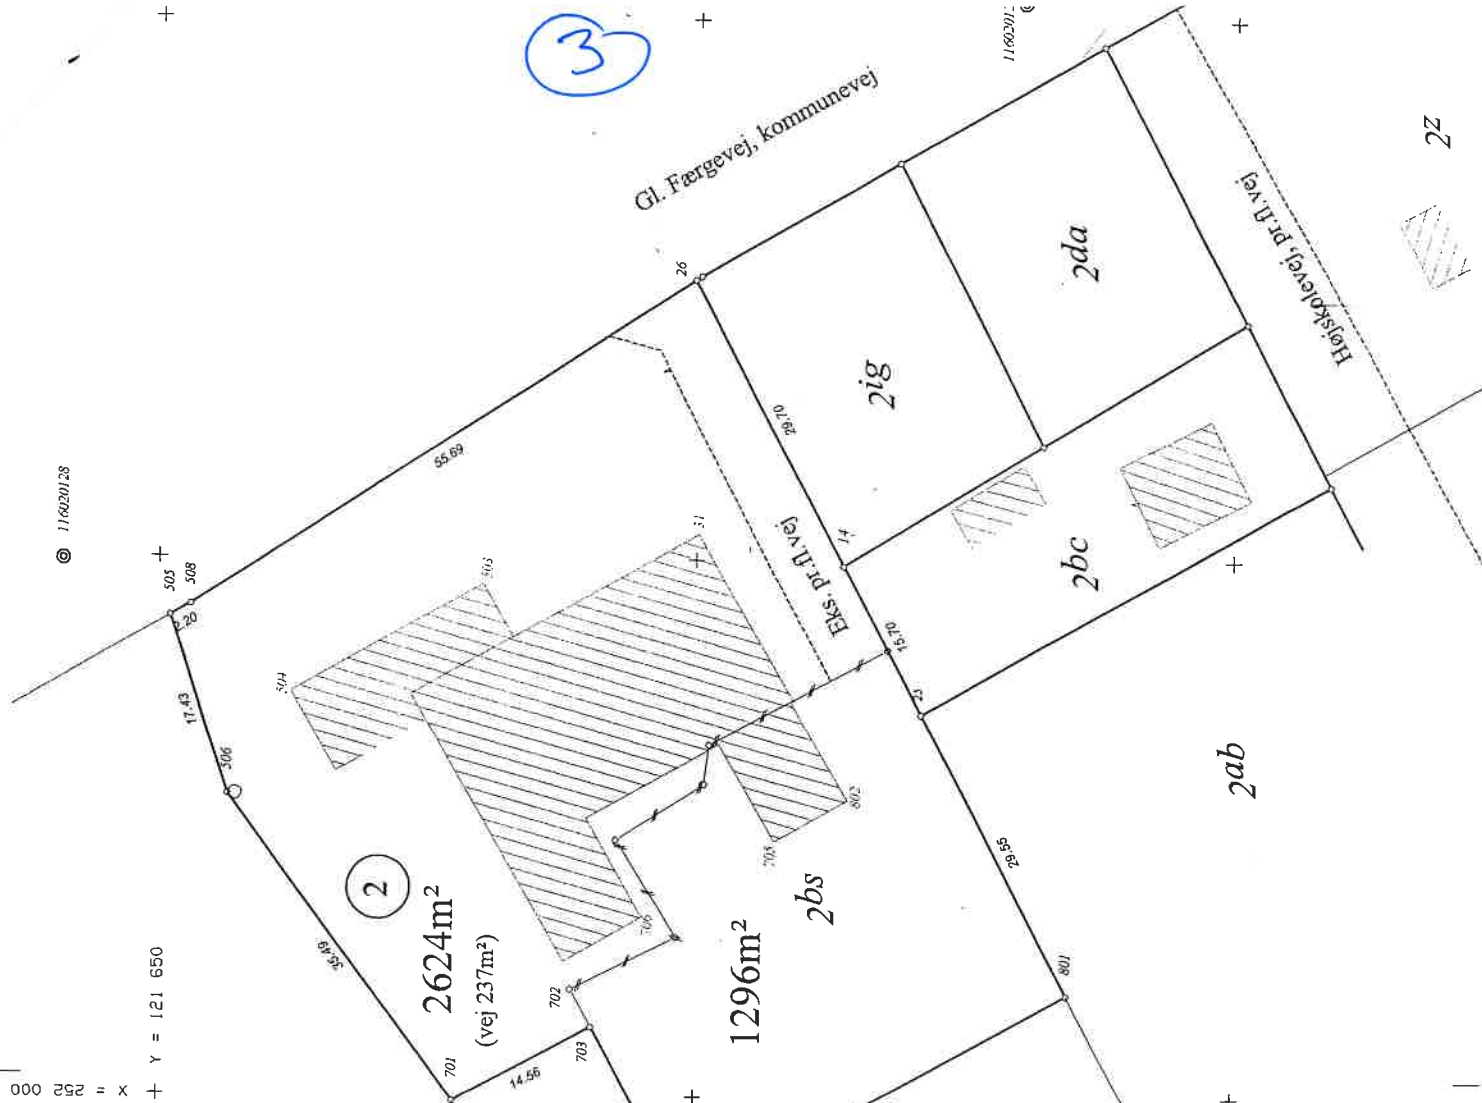 3
1160201
Gl. Færgevej, kommunevej
2z
Højskolevej, pr.fl.vej
2da
26
2ig
29.70
116020128
55.69
505
508
2.20
31
14
Eks. pr.fl.vej
2bc
503
504
15.70
23
17.43
506
2ab
802
705
29.55
2
2bs
2624m²
(vej 237m²)
706
35.49
1296m²
702
703
801
701
14.56
Y = 121 650
X = 252 000